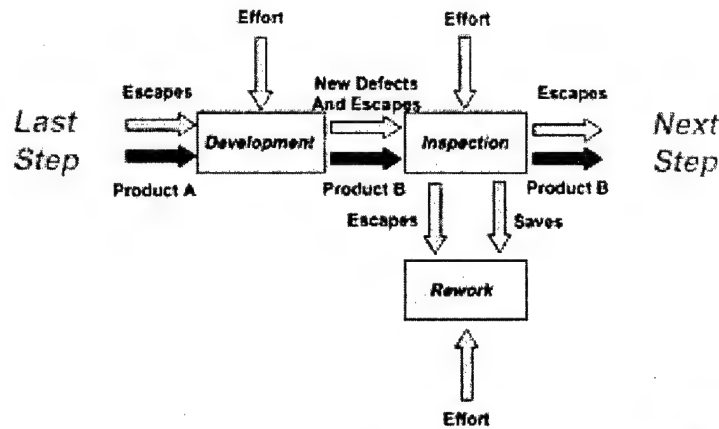 Effort
Effort
Escapes
New Defects
And Escapes
Escapes
Last
Step
Development
Inspection
Next
Step
Product A
Product B
Product B
Escapes
Saves
Rework
Effort